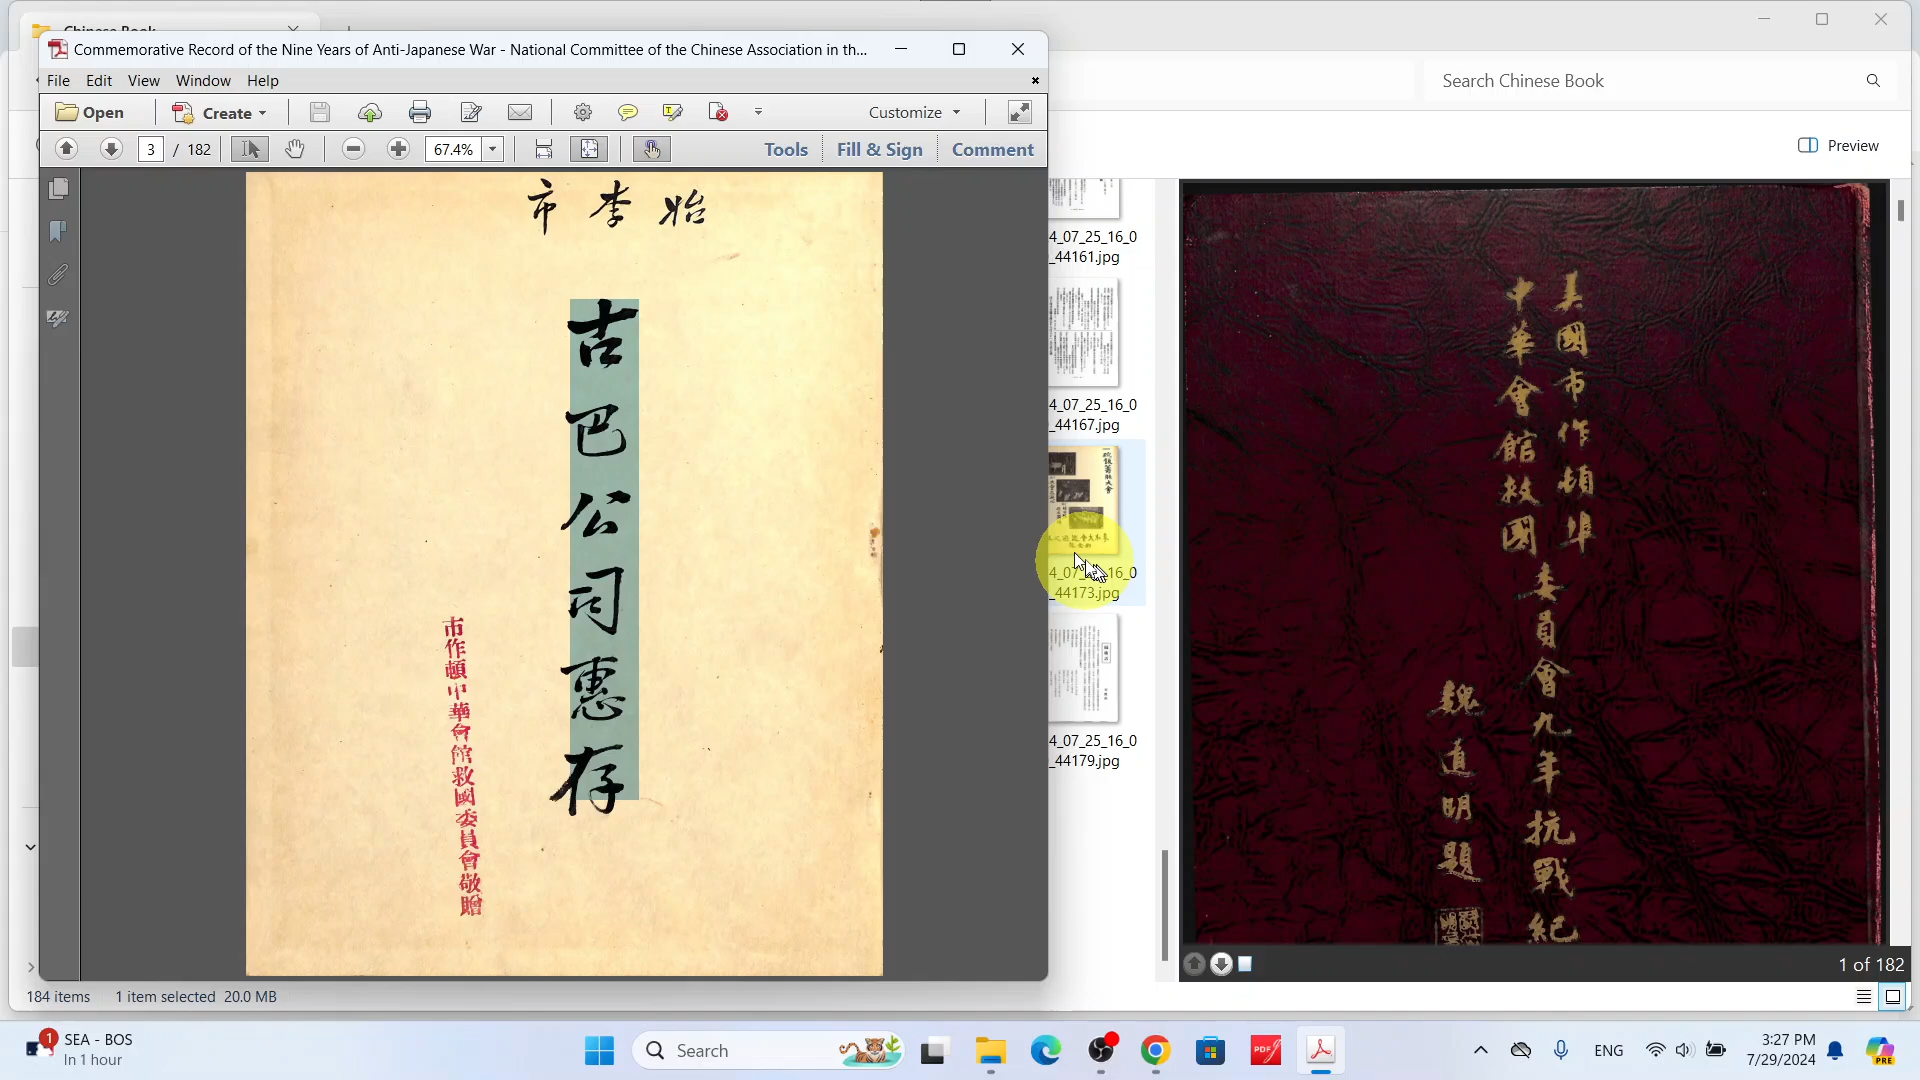 Chinese Book
Commemorative Record of the Nine Years of Anti-Japanese War - National Committee of the Chinese Association in th...
File Edit View Window Help
Search Chinese Book
Open Create Customize
3 / 182 67.4% Tools Fill & Sign Comment
Preview
市李始
古巴公司惠存
市作頓中華會館救國委員會敬贈
4_07_25_16_0
_44161.jpg
4_07_25_16_0
_44167.jpg
16_0
_44173.jpg
4_07_25_16_0
_44179.jpg
美國市作頓埠
中華會館救國
委員會九年抗戰紀
魏道明題
1 of 182
184 items 1 item selected 20.0 MB
1
SEA - BOS
In 1 hour
Search
PDF
ENG
3:27 PM
7/29/2024
PRE